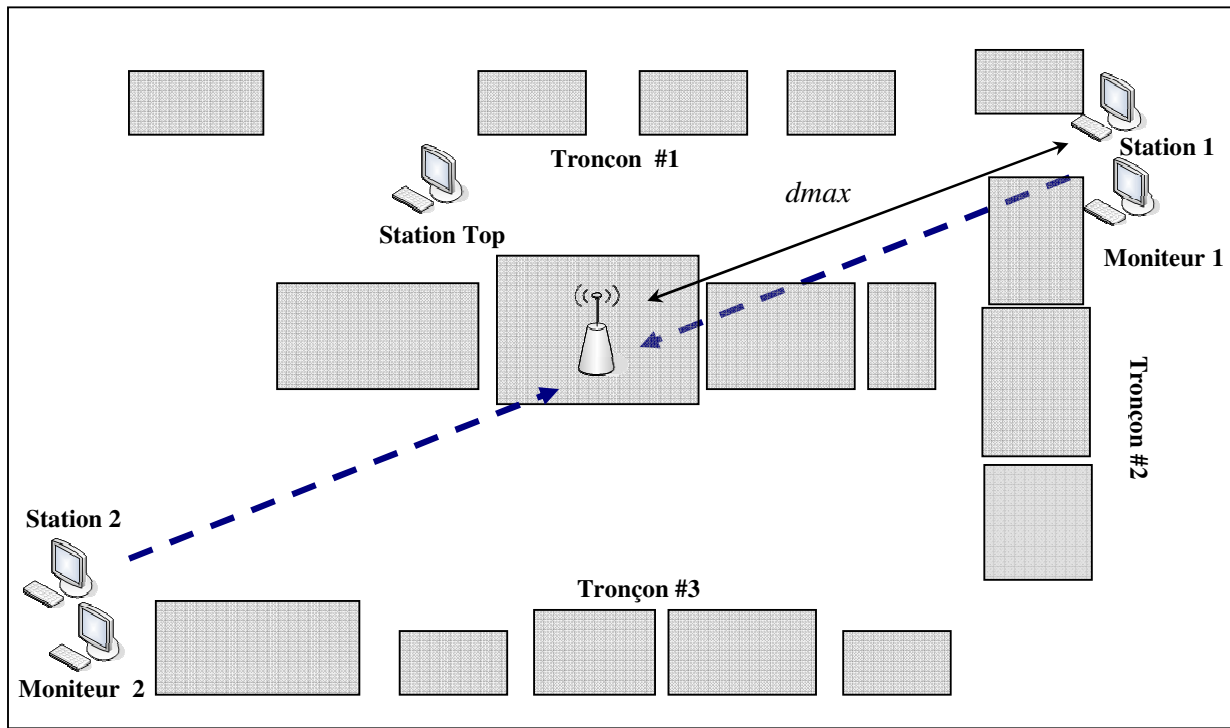 Troncon #1
Station 1
dmax
Station Top
Moniteur 1
Tronçon #2
Station 2
Tronçon #3
Moniteur 2